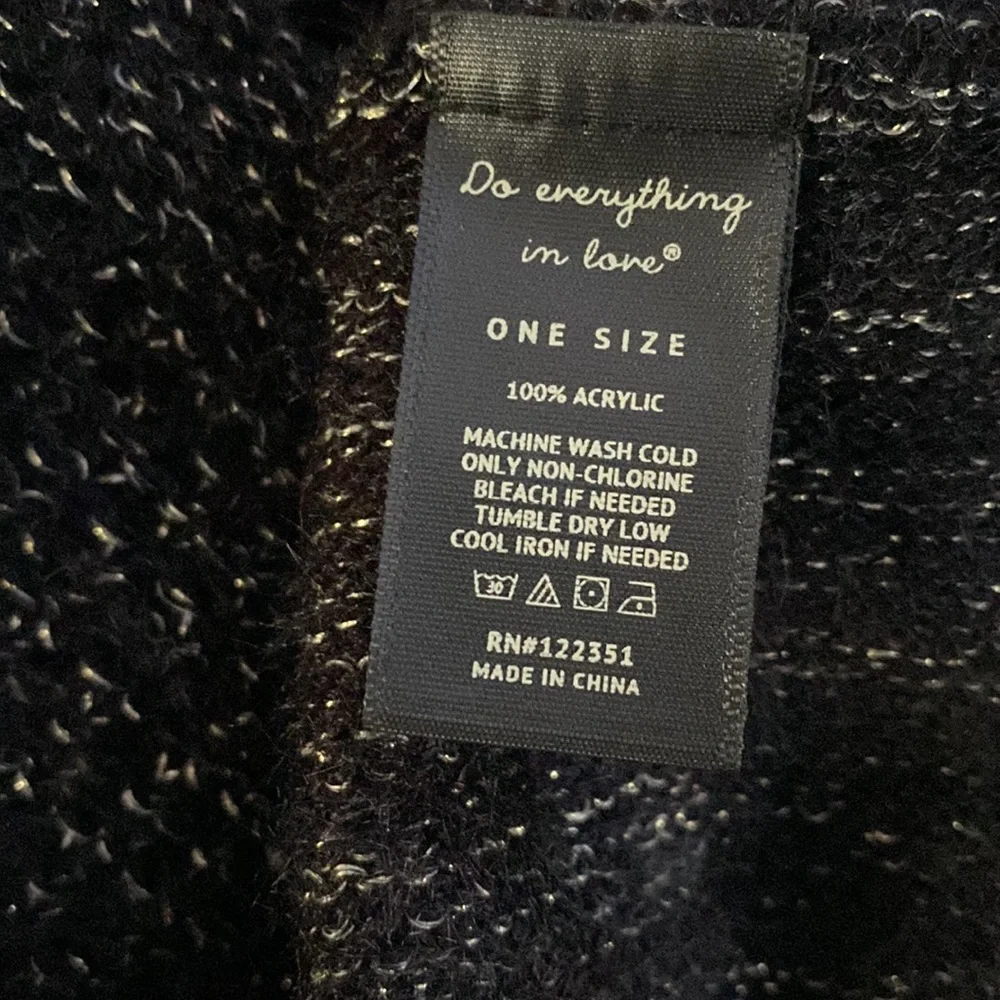 Do everything
in love®
ONE SIZE
100% ACRYLIC
MACHINE WASH COLD
ONLY NON-CHLORINE
BLEACH IF NEEDED
TUMBLE DRY LOW
COOL IRON IF NEEDED
30
RN#122351
MADE IN CHINA